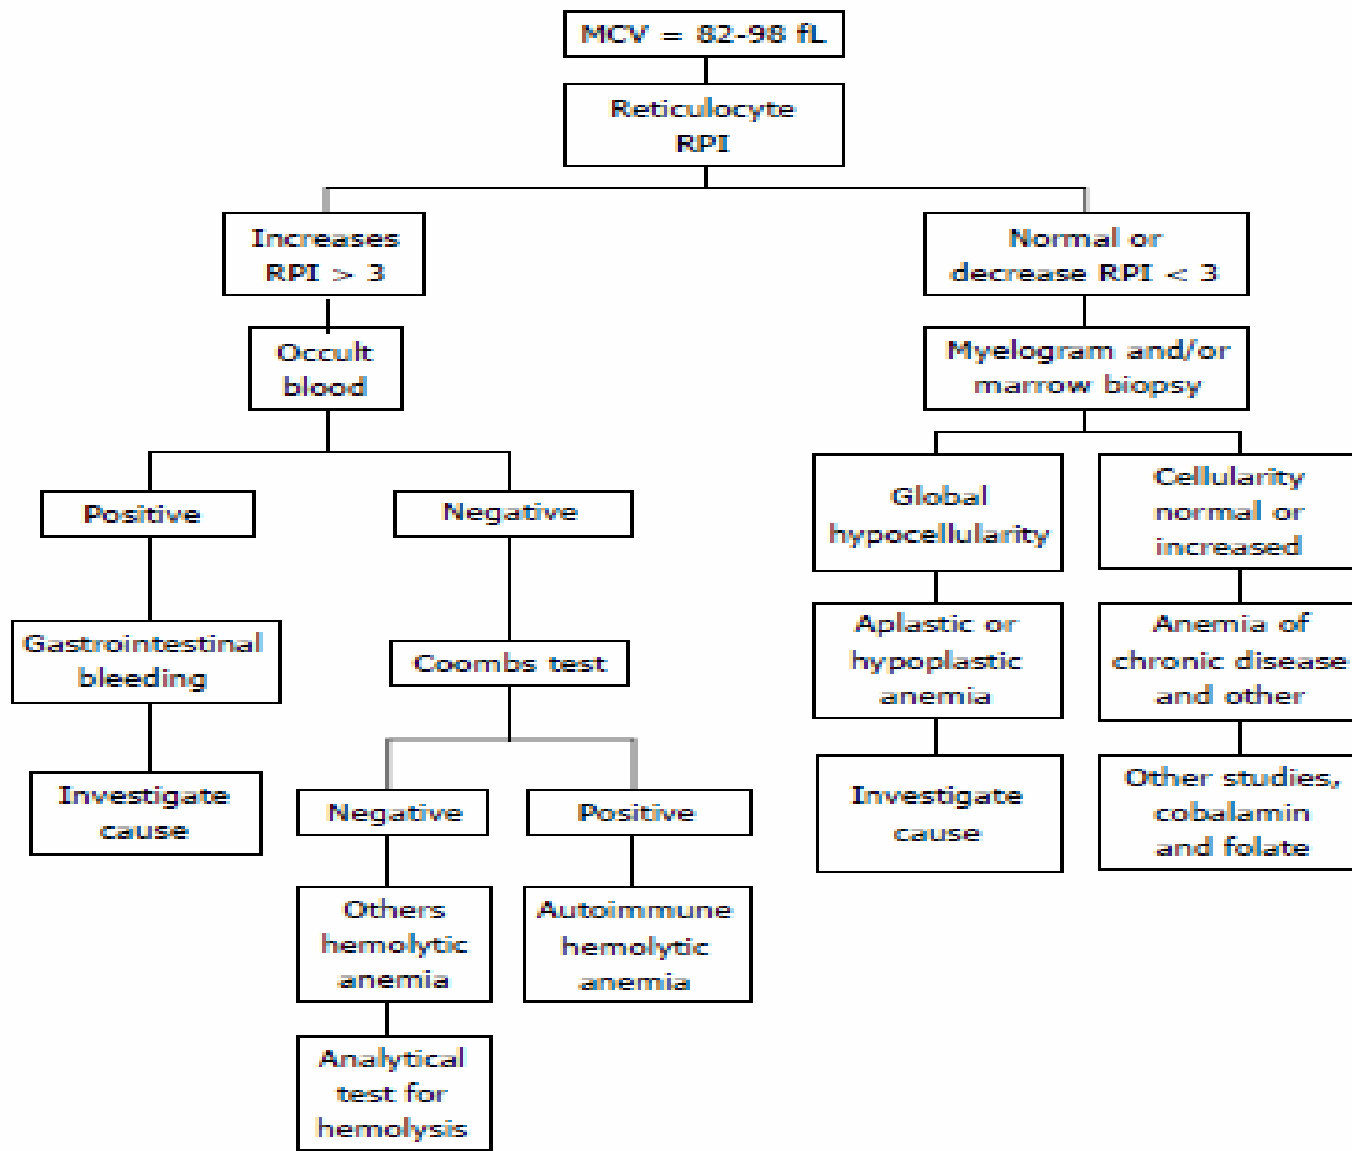 MCV = 82-98 fL
Reticulocyte
RPI
Increases
RPI > 3
Normal or
decrease RPI < 3
Occult
blood
Myelogram and/or
marrow biopsy
Positive
Negative
Global
hypocellularity
Cellularity
normal or
increased
Gastrointestinal
bleeding
Coombs test
Aplastic or
hypoplastic
anemia
Anemia of
chronic disease
and other
Investigate
cause
Negative
Positive
Investigate
cause
Other studies,
cobalamin
and folate
Others
hemolytic
anemia
Autoimmune
hemolytic
anemia
Analytical
test for
hemolysis